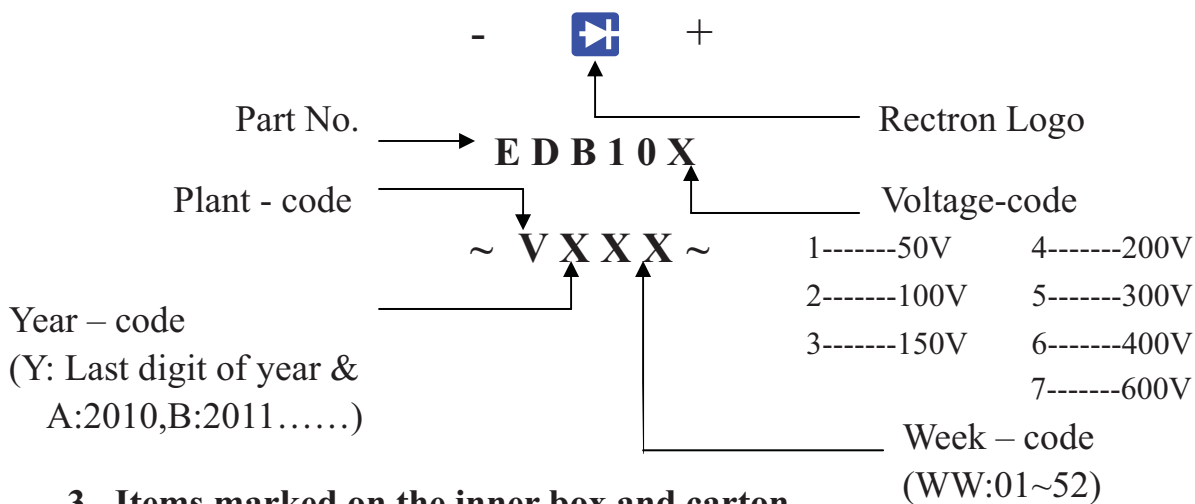 - +
Part No.
Rectron Logo
E D B 1 0 X
Plant - code
Voltage-code
~ V X X X ~
1-------50V 4-------200V
2-------100V 5-------300V
3-------150V 6-------400V
7-------600V
Year – code
(Y: Last digit of year &
A:2010,B:2011……)
Week – code
(WW:01~52)
3. Items marked on the inner box and carton